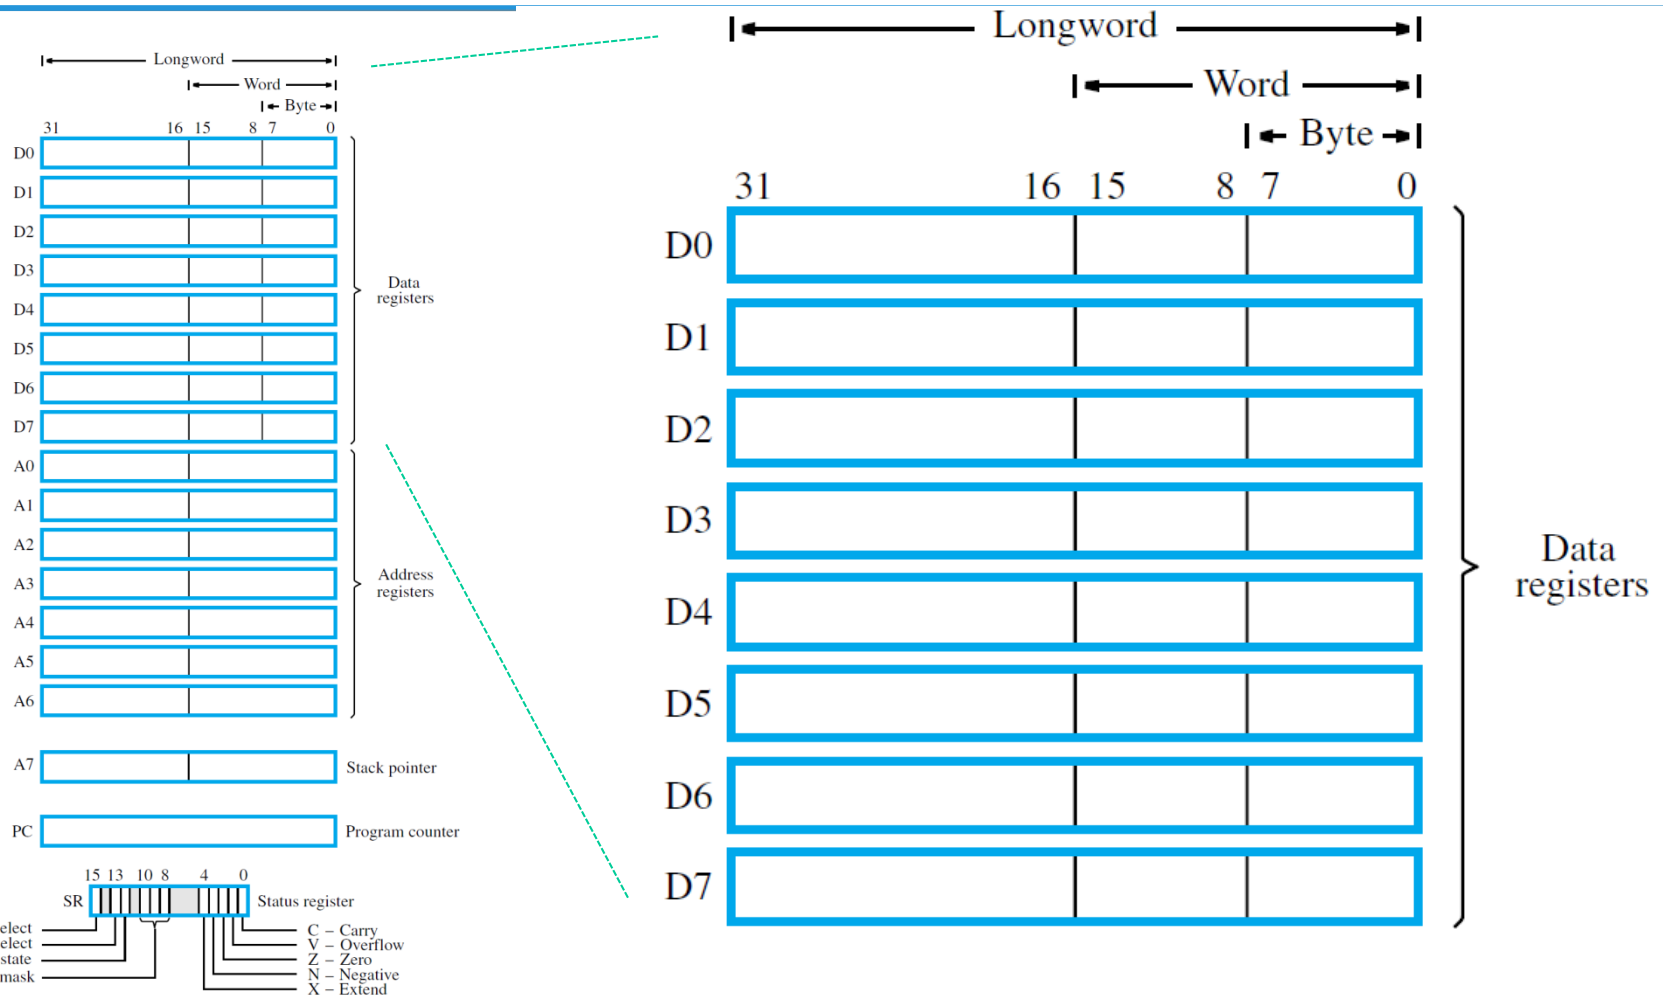 Longword
Word
Byte
31 16 15 8 7 0
D0
D1
D2
D3
D4
D5
D6
D7
Data
registers
A0
A1
A2
A3
A4
A5
A6
Address
registers
A7 Stack pointer
PC Program counter
15 13 10 8 4 0
SR Status register
elect
elect
state
mask
C – Carry
V – Overflow
Z – Zero
N – Negative
X – Extend
Longword
Word
Byte
31 16 15 8 7 0
D0
D1
D2
D3
D4
D5
D6
D7
Data
registers